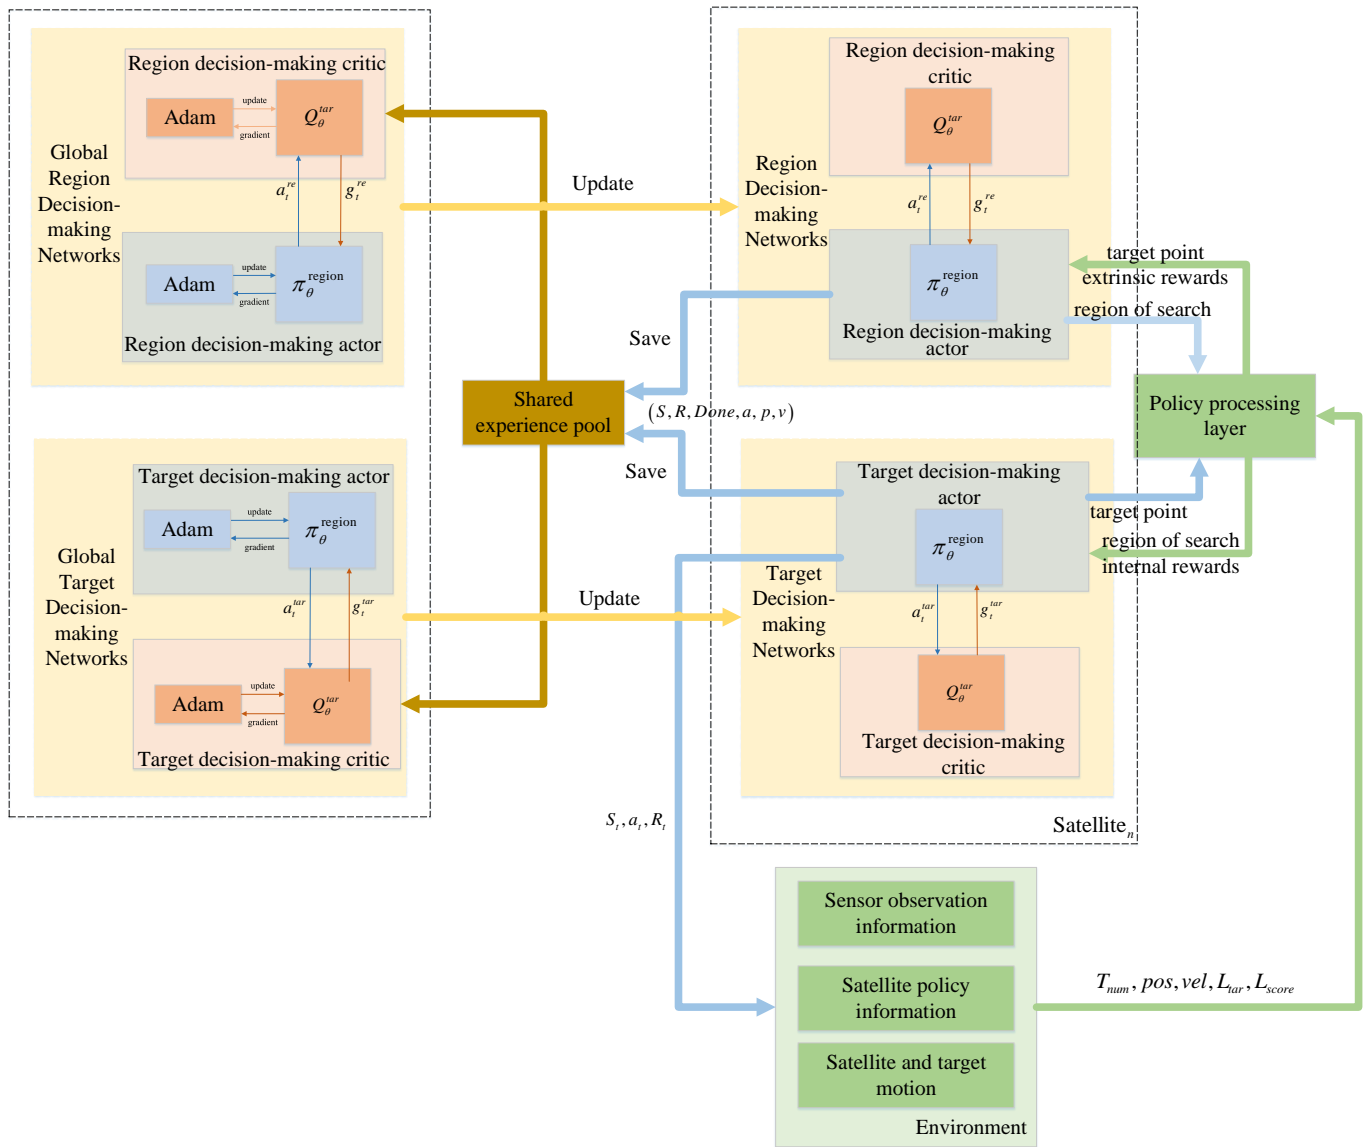 Region decision-making critic
Adam
update
gradient
Q_θ^{tar}
Global
Region
Decision-
making
Networks
a_t^{re}
g_t^{re}
Adam
update
gradient
π_θ^{region}
Region decision-making actor
Update
Region decision-making
critic
Q_θ^{tar}
Region
Decision-
making
Networks
a_t^{re}
g_t^{re}
π_θ^{region}
Region decision-making
actor
target point
extrinsic rewards
region of search
Save
Shared
experience pool
(S, R, Done, a, p, v)
Save
Policy processing
layer
Target decision-making actor
Adam
update
gradient
π_θ^{region}
Global
Target
Decision-
making
Networks
a_t^{tar}
g_t^{tar}
Adam
update
gradient
Q_θ^{tar}
Target decision-making critic
Update
Target decision-making
actor
π_θ^{region}
target point
region of search
internal rewards
Target
Decision-
making
Networks
a_t^{tar}
g_t^{tar}
Q_θ^{tar}
Target decision-making
critic
Satellite_n
S_t, a_t, R_t
Sensor observation
information
Satellite policy
information
Satellite and target
motion
Environment
T_{num}, pos, vel, L_{tar}, L_{score}